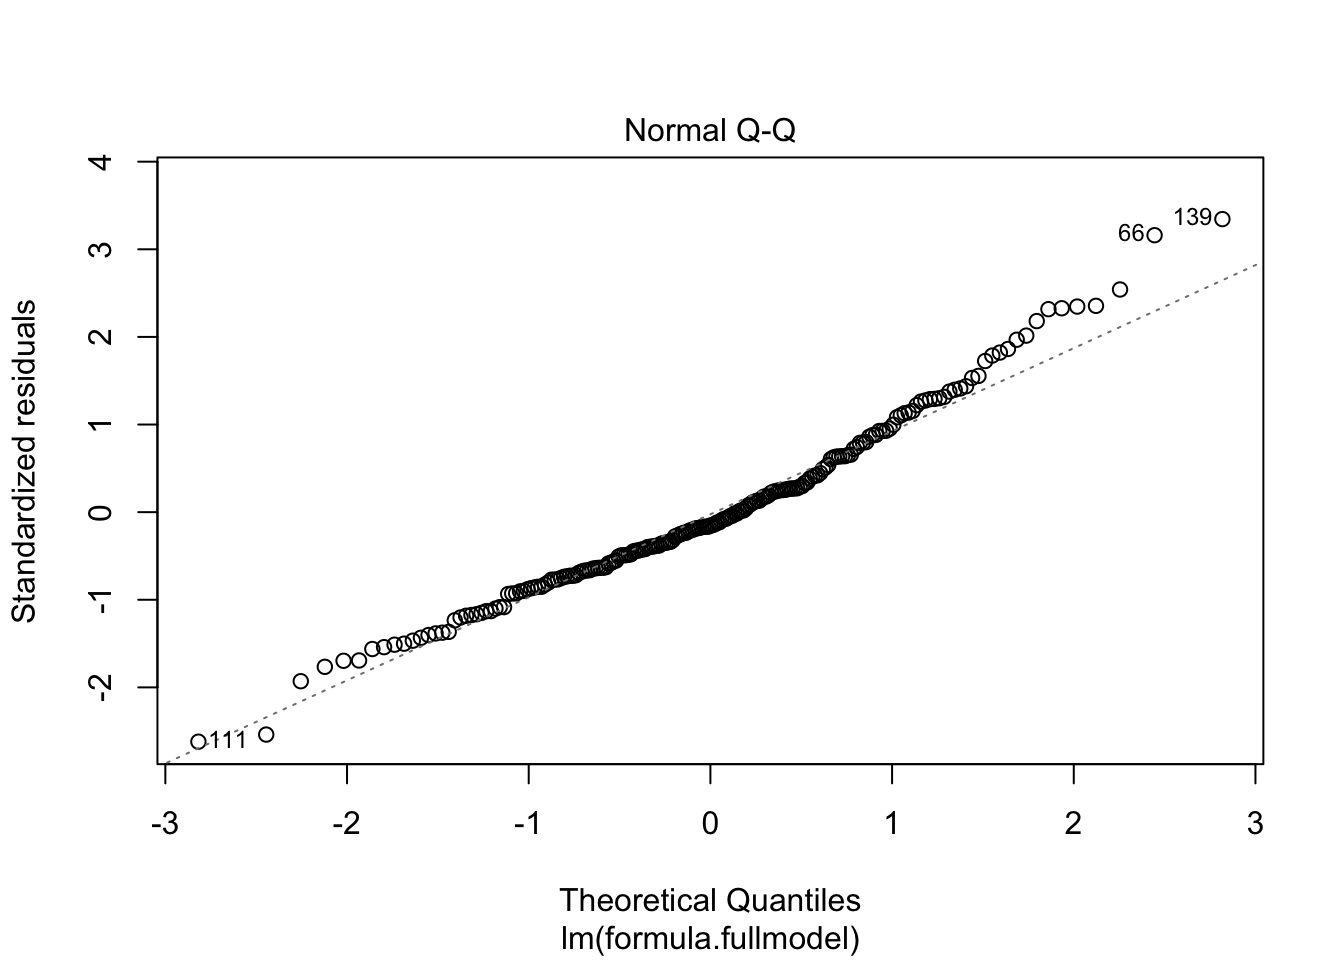 Normal Q-Q
4
3
2
1
0
-1
-2
Standardized residuals
139
66
111
-3 -2 -1 0 1 2 3
Theoretical Quantiles
lm(formula.fullmodel)